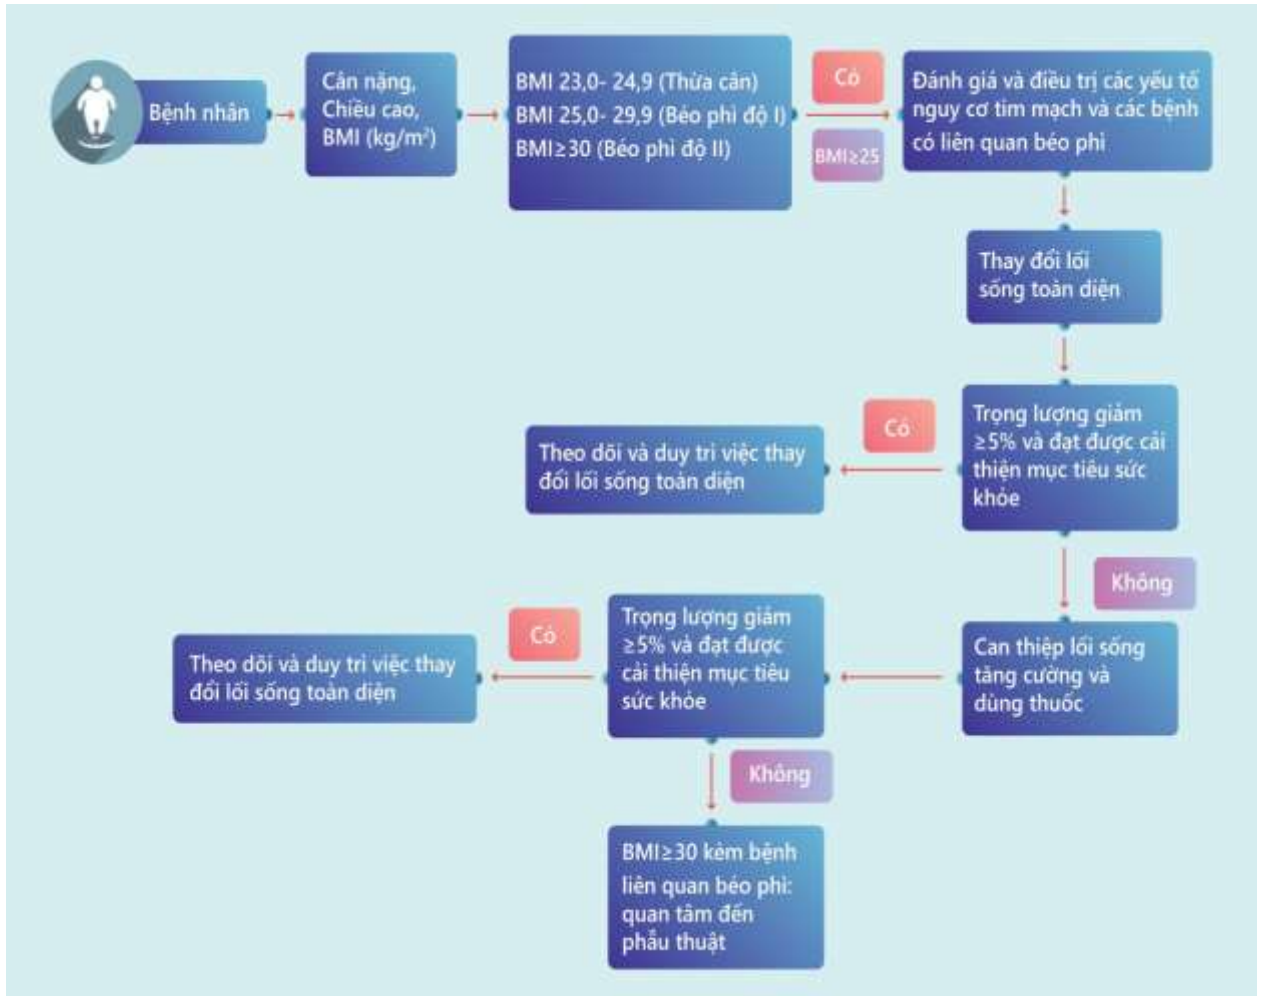 Bệnh nhân
Cân nặng,
Chiều cao,
BMI (kg/m²)
BMI 23,0- 24,9 (Thừa cân)
BMI 25,0- 29,9 (Béo phì độ I)
BMI≥30 (Béo phì độ II)
Có
BMI≥25
Đánh giá và điều trị các yếu tố
nguy cơ tim mạch và các bệnh
có liên quan béo phì
Thay đổi lối
sống toàn diện
Trọng lượng giảm
≥5% và đạt được cải
thiện mục tiêu sức
khỏe
Có
Theo dõi và duy trì việc thay
đổi lối sống toàn diện
Không
Can thiệp lối sống
tăng cường và
dùng thuốc
Trọng lượng giảm
≥5% và đạt được
cải thiện mục tiêu
sức khỏe
Có
Theo dõi và duy trì việc thay
đổi lối sống toàn diện
Không
BMI≥30 kèm bệnh
liên quan béo phì:
quan tâm đến
phẫu thuật